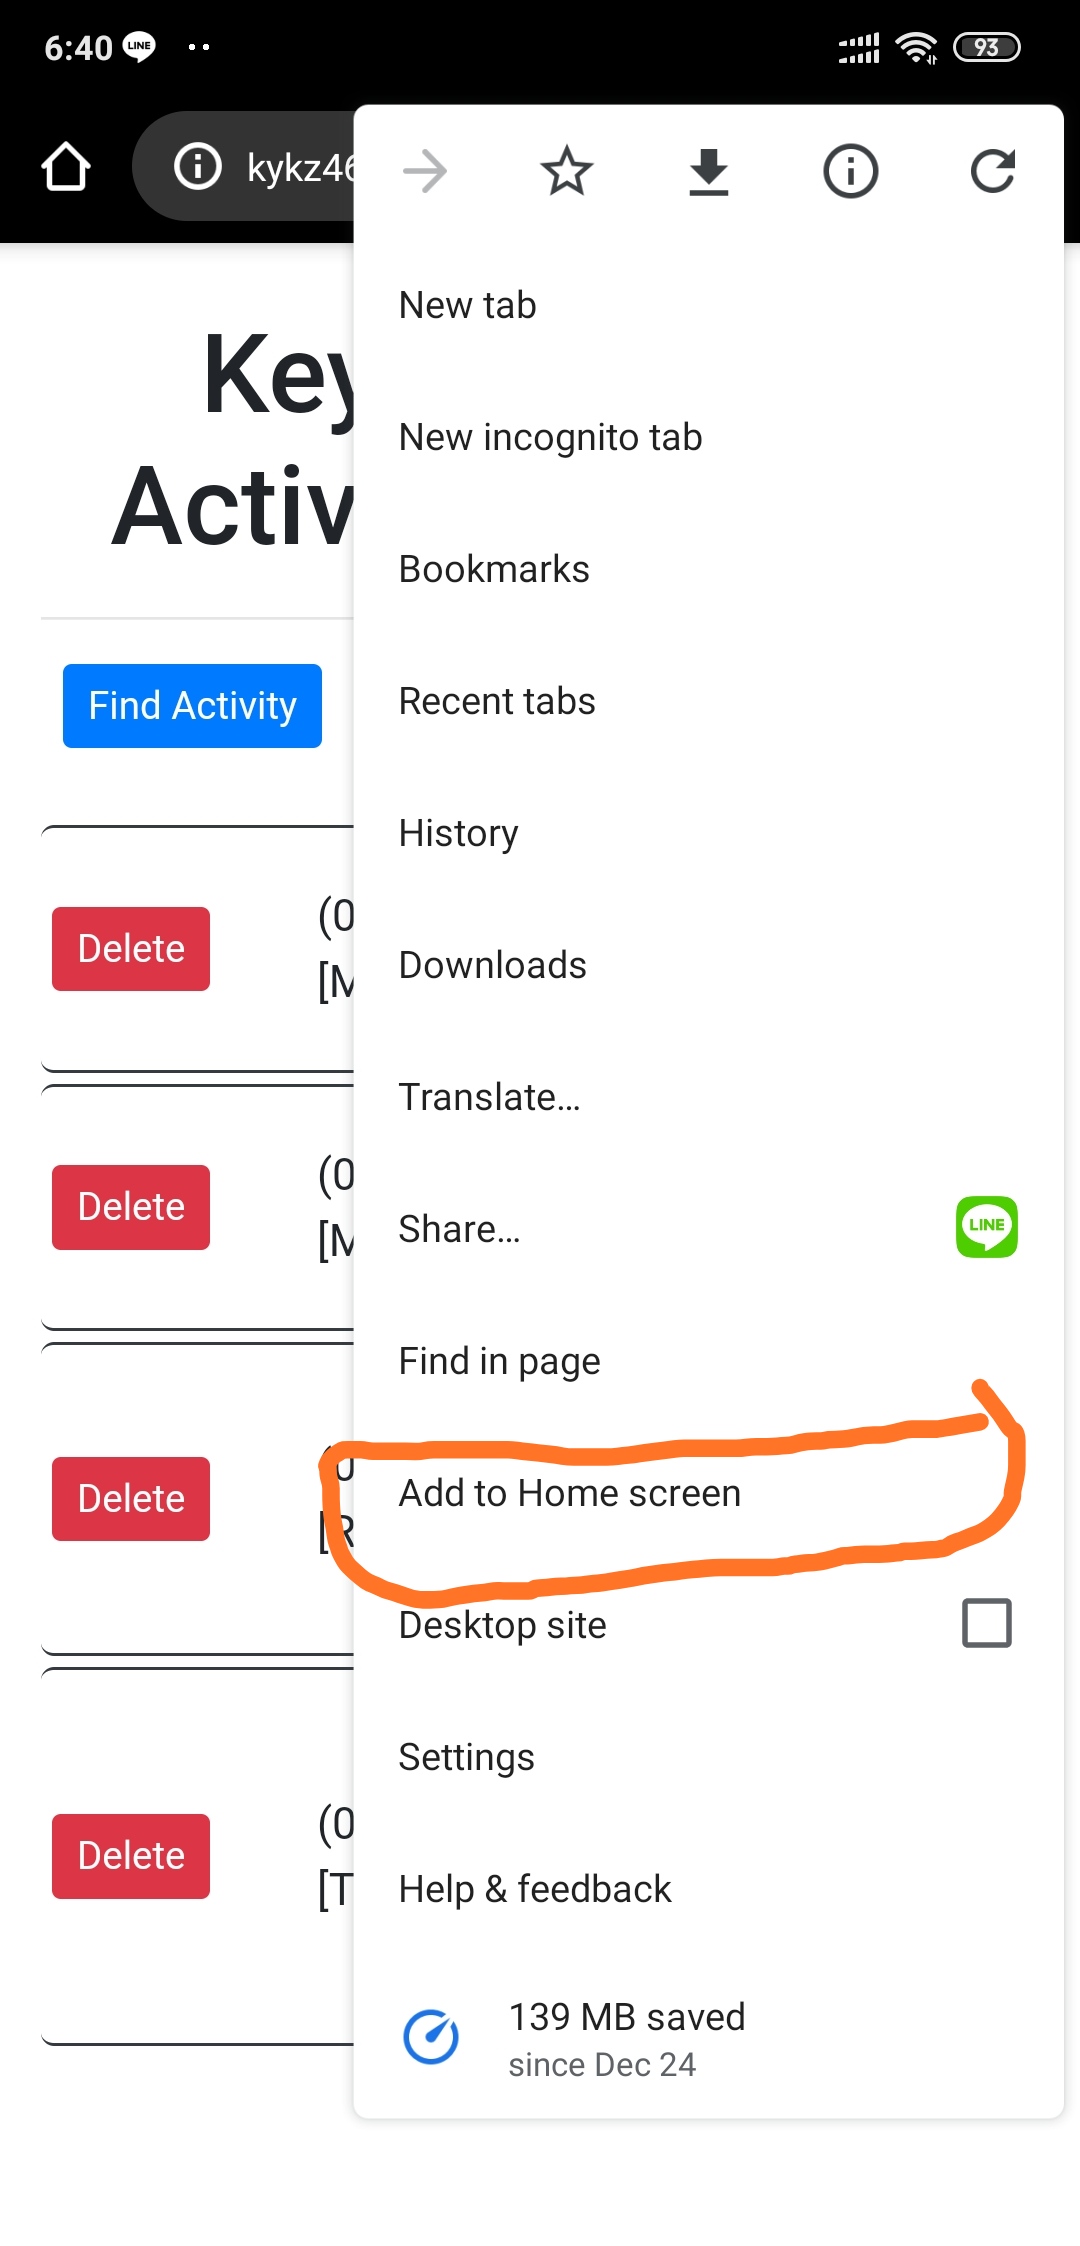 6:40 LINE
93
kykz46
New tab
New incognito tab
Bookmarks
Recent tabs
History
Downloads
Translate...
Share...
LINE
Find in page
Add to Home screen
Desktop site
Settings
Help & feedback
139 MB saved
since Dec 24
Key
Activ
Find Activity
Delete
(0
[M
Delete
(0
[M
Delete
[R
Delete
(0
[T